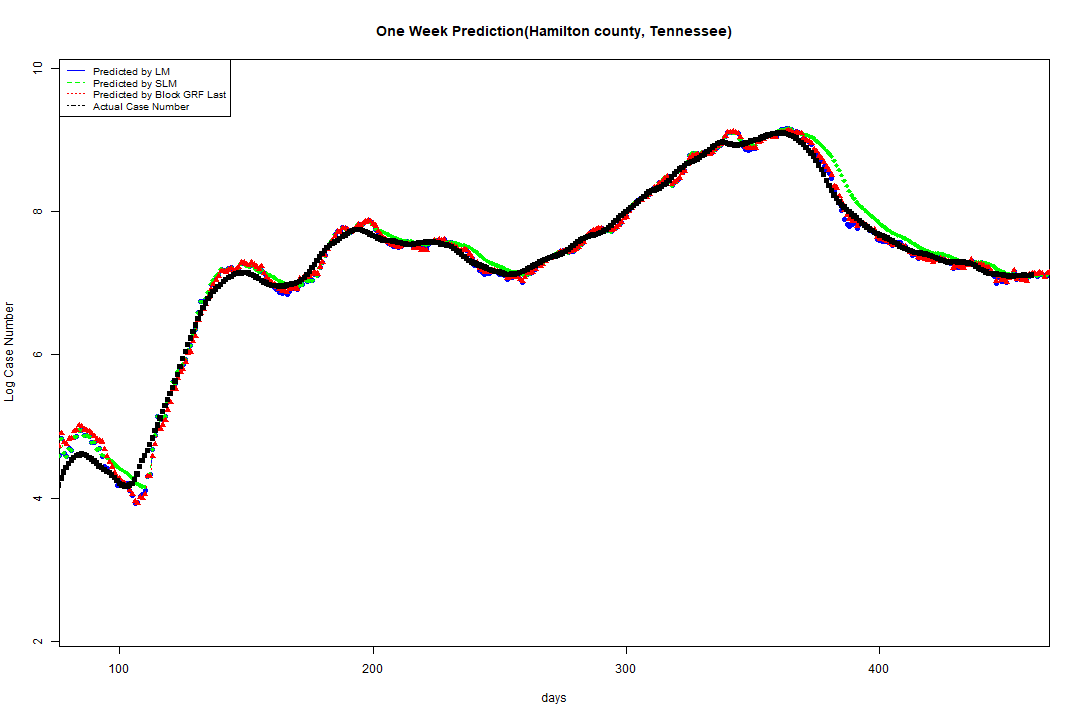 One Week Prediction(Hamilton county, Tennessee)
Predicted by LM
Predicted by SLM
Predicted by Block GRF Last
Actual Case Number
Log Case Number
10
8
6
4
2
100 200 300 400
days